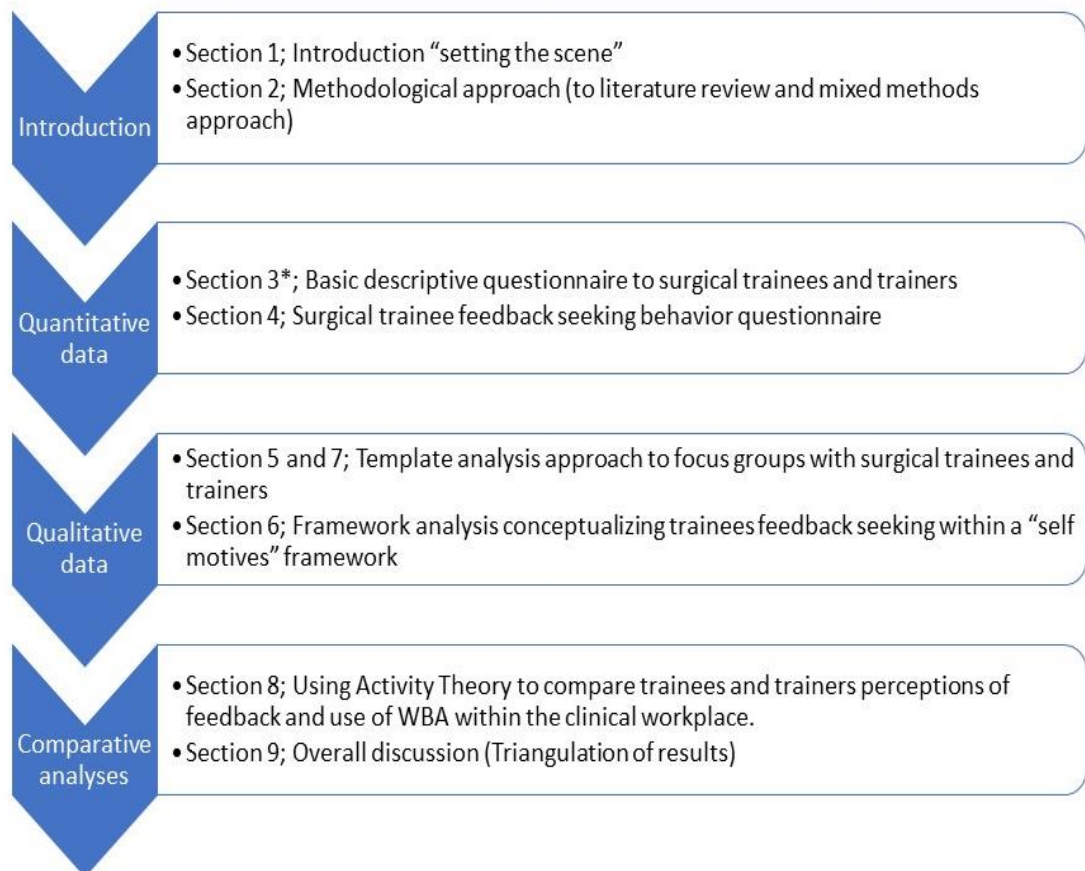 Introduction
• Section 1; Introduction “setting the scene”
• Section 2; Methodological approach (to literature review and mixed methods
approach)
Quantitative
data
• Section 3*; Basic descriptive questionnaire to surgical trainees and trainers
• Section 4; Surgical trainee feedback seeking behavior questionnaire
Qualitative
data
• Section 5 and 7; Template analysis approach to focus groups with surgical trainees and
trainers
• Section 6; Framework analysis conceptualizing trainees feedback seeking within a “self
motives” framework
Comparative
analyses
• Section 8; Using Activity Theory to compare trainees and trainers perceptions of
feedback and use of WBA within the clinical workplace.
• Section 9; Overall discussion (Triangulation of results)